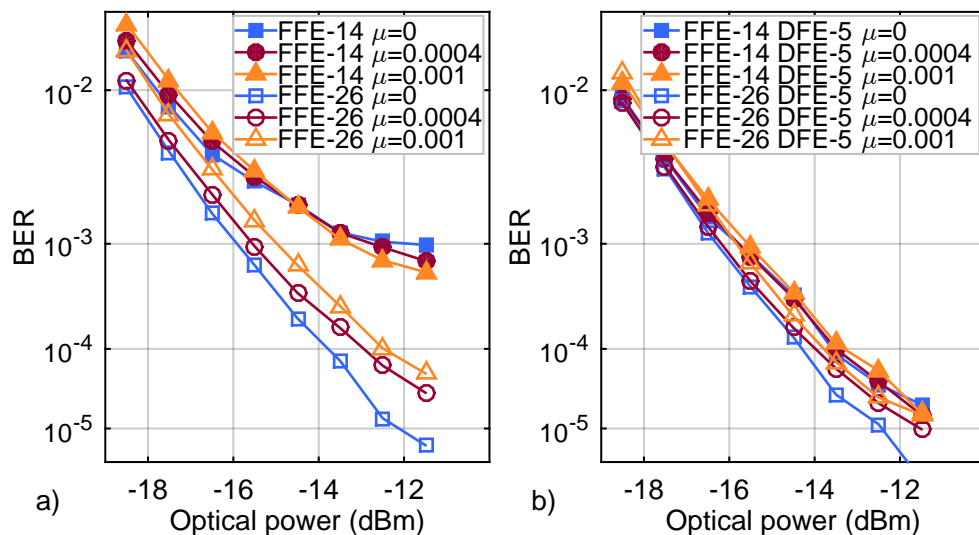 FFE-14 μ=0
FFE-14 μ=0.0004
FFE-14 μ=0.001
FFE-26 μ=0
FFE-26 μ=0.0004
FFE-26 μ=0.001
10^-2
10^-3
10^-4
10^-5
BER
-18
-16
-14
-12
Optical power (dBm)
a)
FFE-14 DFE-5 μ=0
FFE-14 DFE-5 μ=0.0004
FFE-14 DFE-5 μ=0.001
FFE-26 DFE-5 μ=0
FFE-26 DFE-5 μ=0.0004
FFE-26 DFE-5 μ=0.001
10^-2
10^-3
10^-4
10^-5
BER
-18
-16
-14
-12
Optical power (dBm)
b)